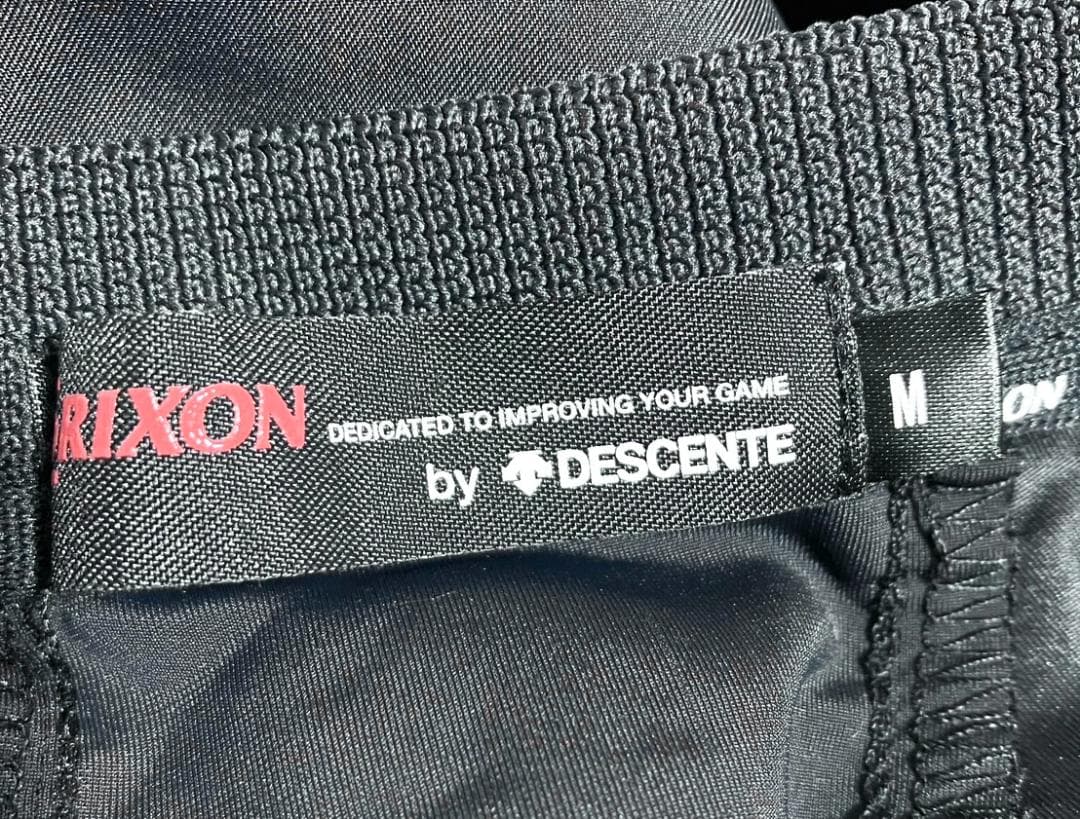 RIXON
DEDICATED TO IMPROVING YOUR GAME
by DESCENTE
M
ON